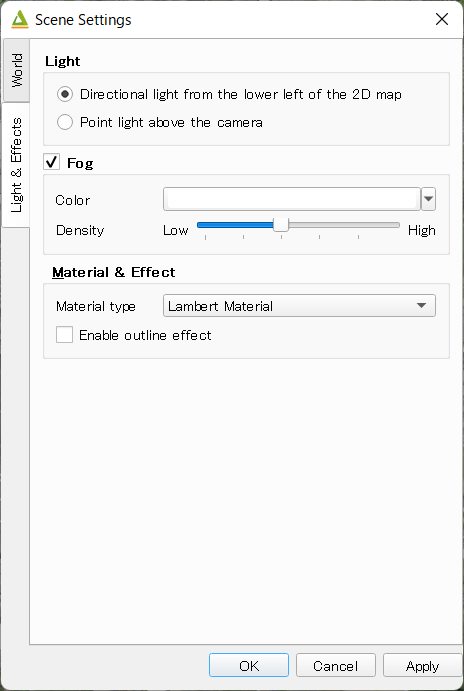 Scene Settings
World
Light & Effects
Light
Directional light from the lower left of the 2D map
Point light above the camera
Fog
Color
Density
Low
High
Material & Effect
Material type
Lambert Material
Enable outline effect
OK
Cancel
Apply